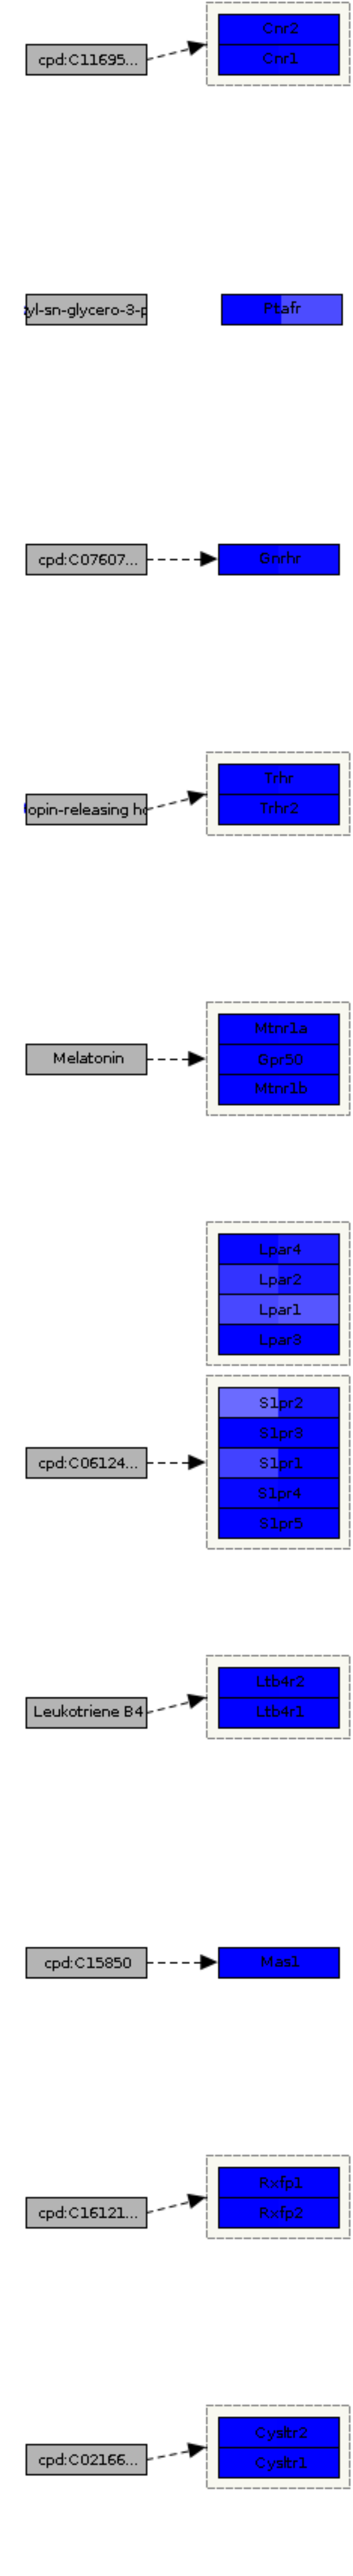 Cnr2
cpd:C11695...
Cnr1
yl-sn-glycero-3-p
Ptafr
cpd:C07607...
Gnrhr
Trhr
opin-releasing ho
Trhr2
Mtnr1a
Melatonin
Gpr50
Mtnr1b
Lpar4
Lpar2
Lpar1
Lpar3
S1pr2
S1pr3
cpd:C06124...
S1pr1
S1pr4
S1pr5
Ltb4r2
Leukotriene B4
Ltb4r1
cpd:C15850
Mas1
Rxfp1
cpd:C16121...
Rxfp2
Cysltr2
cpd:C02166...
Cysltr1